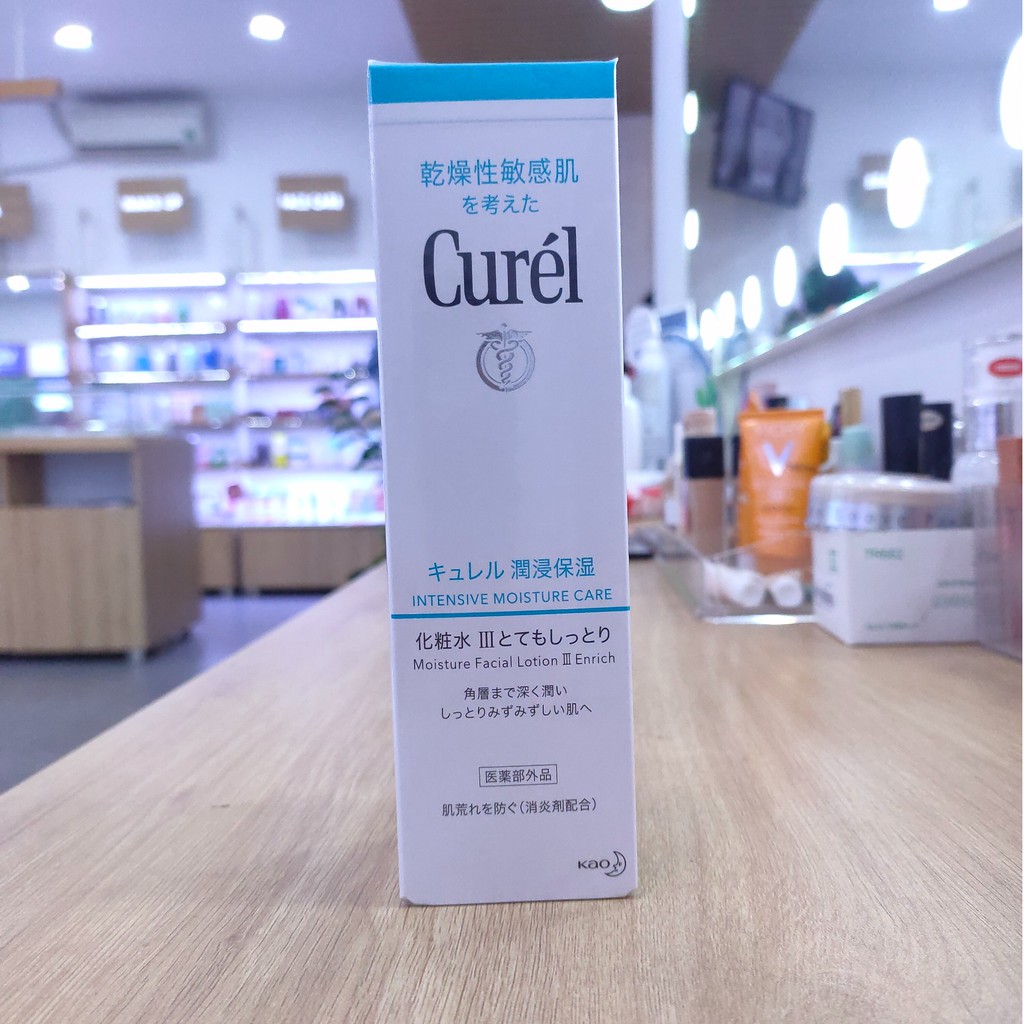 乾燥性敏感肌
を考えた
Curél
キュレル 潤浸保湿
INTENSIVE MOISTURE CARE
化粧水 Ⅲとてもしっとり
Moisture Facial Lotion Ⅲ Enrich
角層まで深く潤い
しっとりみずみずしい肌へ
医薬部外品
肌荒れを防ぐ(消炎剤配合)
Kao